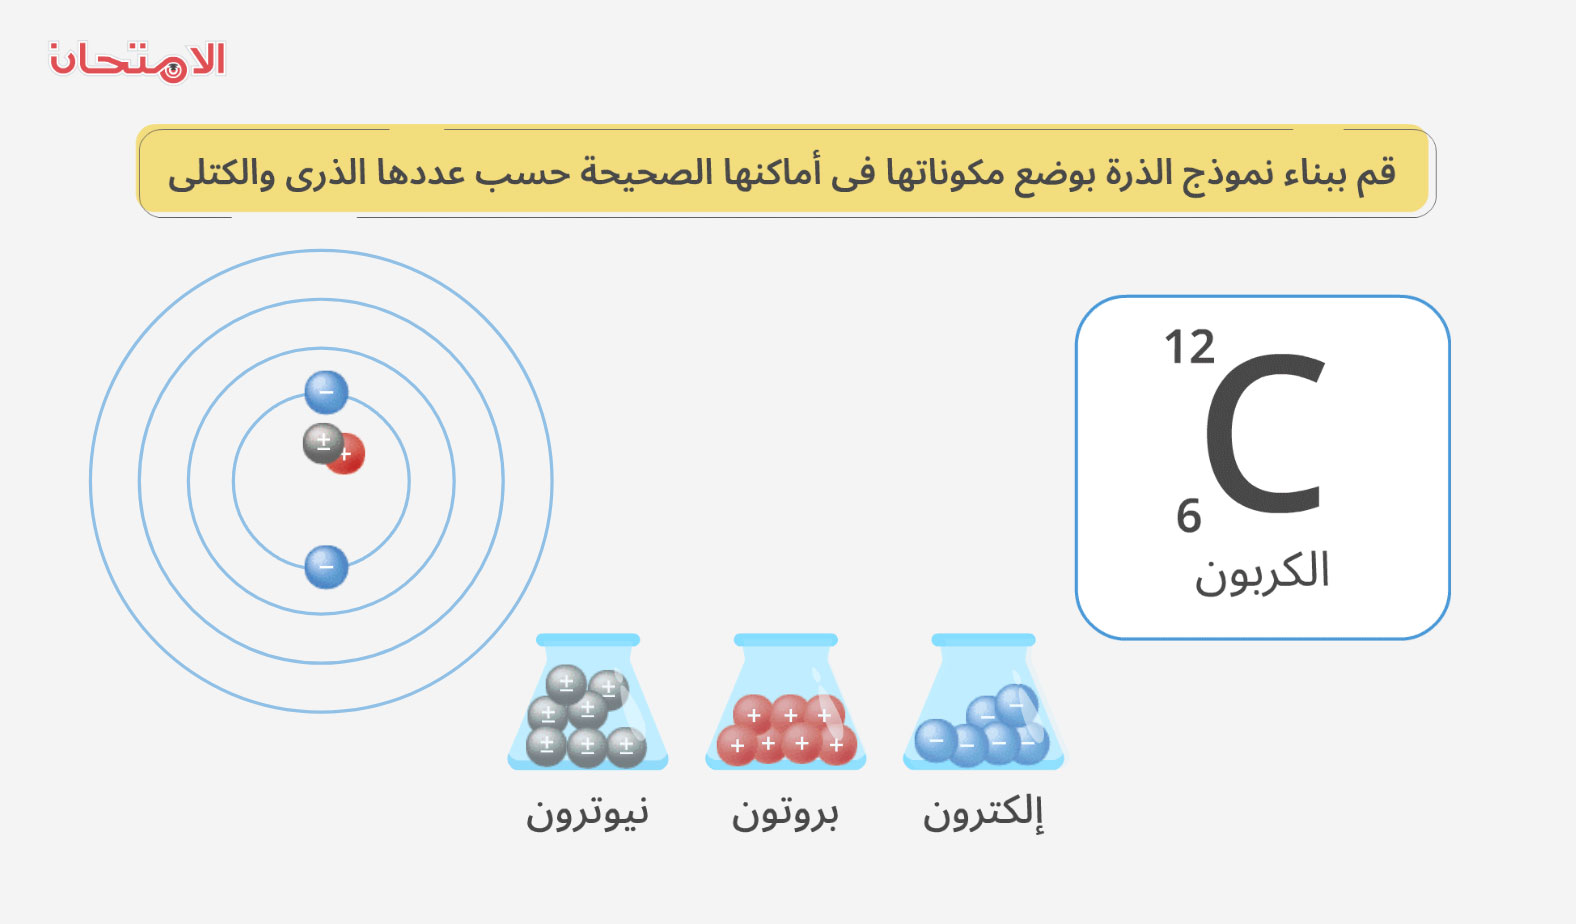 الامتحان
قم ببناء نموذج الذرة بوضع مكوناتها فى أماكنها الصحيحة حسب عددها الذرى والكتلى
12
C
6
الكربون
−
±
+
−
± ±
± ±
± ± ±
+ + +
+ + + +
−
−
− − − −
نيوترون
بروتون
إلكترون